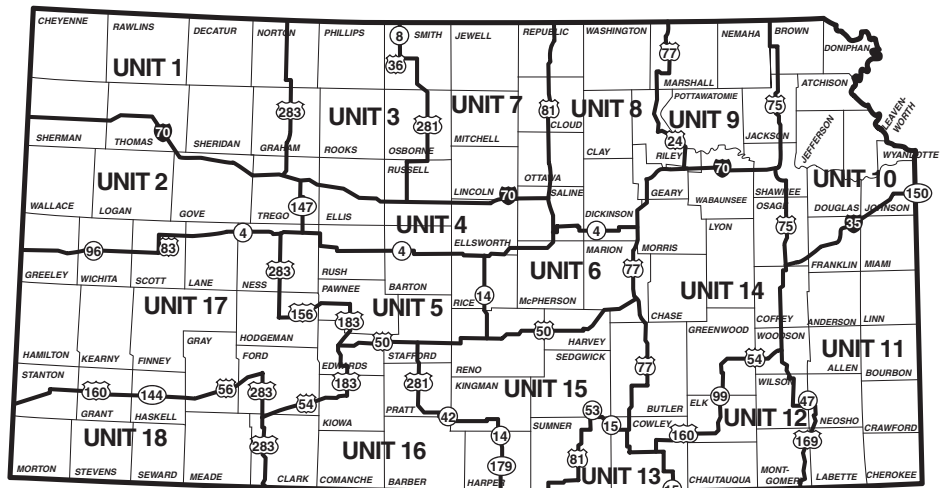 CHEYENNE
RAWLINS
DECATUR
NORTON
PHILLIPS
8
SMITH
JEWELL
REPUBLIC
WASHINGTON
NEMAHA
BROWN
DONIPHAN
36
77
MARSHALL
ATCHISON
UNIT 1
283
UNIT 3
281
UNIT 7
81
UNIT 8
CLOUD
POTTAWATOMIE
UNIT 9
75
JACKSON
JEFFERSON
LEAVEN-
WORTH
SHERMAN
THOMAS
70
SHERIDAN
GRAHAM
ROOKS
OSBORNE
MITCHELL
24
CLAY
RILEY
WYANDOTTE
RUSSELL
OTTAWA
70
UNIT 2
LINCOLN
70
SALINE
GEARY
WABAUNSEE
SHAWNEE
UNIT 10
150
WALLACE
LOGAN
GOVE
TREGO
147
ELLIS
UNIT 4
DICKINSON
OSAGE
DOUGLAS
JOHNSON
LYON
75
35
96
83
4
4
ELLSWORTH
4
MARION
MORRIS
FRANKLIN
MIAMI
GREELEY
WICHITA
SCOTT
LANE
NESS
283
RUSH
BARTON
UNIT 6
77
UNIT 14
PAWNEE
RICE
14
McPHERSON
UNIT 17
156
183
UNIT 5
CHASE
COFFEY
ANDERSON
LINN
GRAY
HODGEMAN
50
50
HARVEY
GREENWOOD
WOODSON
UNIT 11
HAMILTON
KEARNY
FINNEY
FORD
EDWARDS
STAFFORD
RENO
SEDGWICK
54
ALLEN
BOURBON
STANTON
160
144
56
283
183
281
KINGMAN
UNIT 15
77
WILSON
GRANT
HASKELL
54
PRATT
42
53
BUTLER
ELK
99
UNIT 12
47
NEOSHO
CRAWFORD
UNIT 18
KIOWA
14
SUMNER
15
COWLEY
160
169
283
UNIT 16
179
81
UNIT 13
MORTON
STEVENS
SEWARD
MEADE
CLARK
COMANCHE
BARBER
HARPER
15
CHAUTAUQUA
MONT-
GOMERY
LABETTE
CHEROKEE